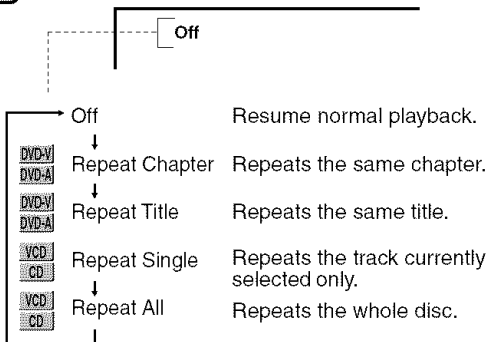 Off
Off Resume normal playback.
DVD-V
DVD-A
Repeat Chapter Repeats the same chapter.
DVD-V
DVD-A
Repeat Title Repeats the same title.
VCD
CD
Repeat Single Repeats the track currently
selected only.
VCD
CD
Repeat All Repeats the whole disc.